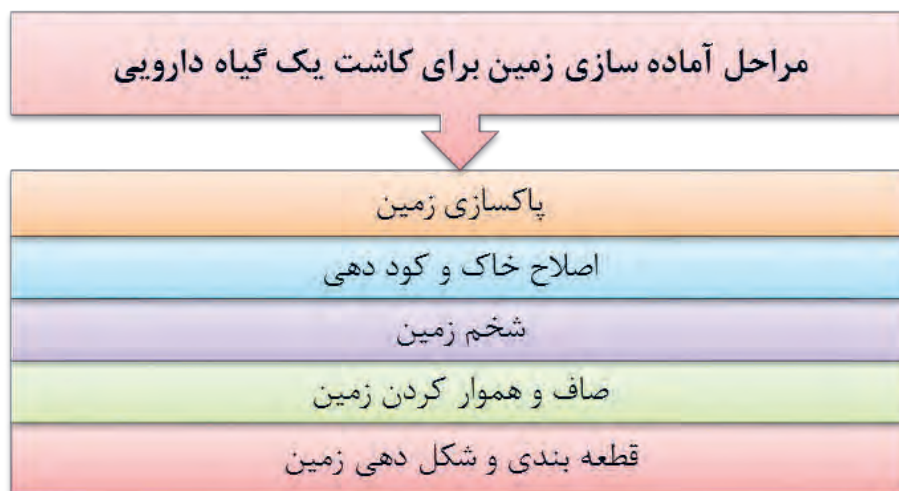 مراحل آماده سازی زمین برای کاشت یک گیاه دارویی
پاکسازی زمین
اصلاح خاک و کود دهی
شخم زمین
صاف و هموار کردن زمین
قطعه بندی و شکل دهی زمین